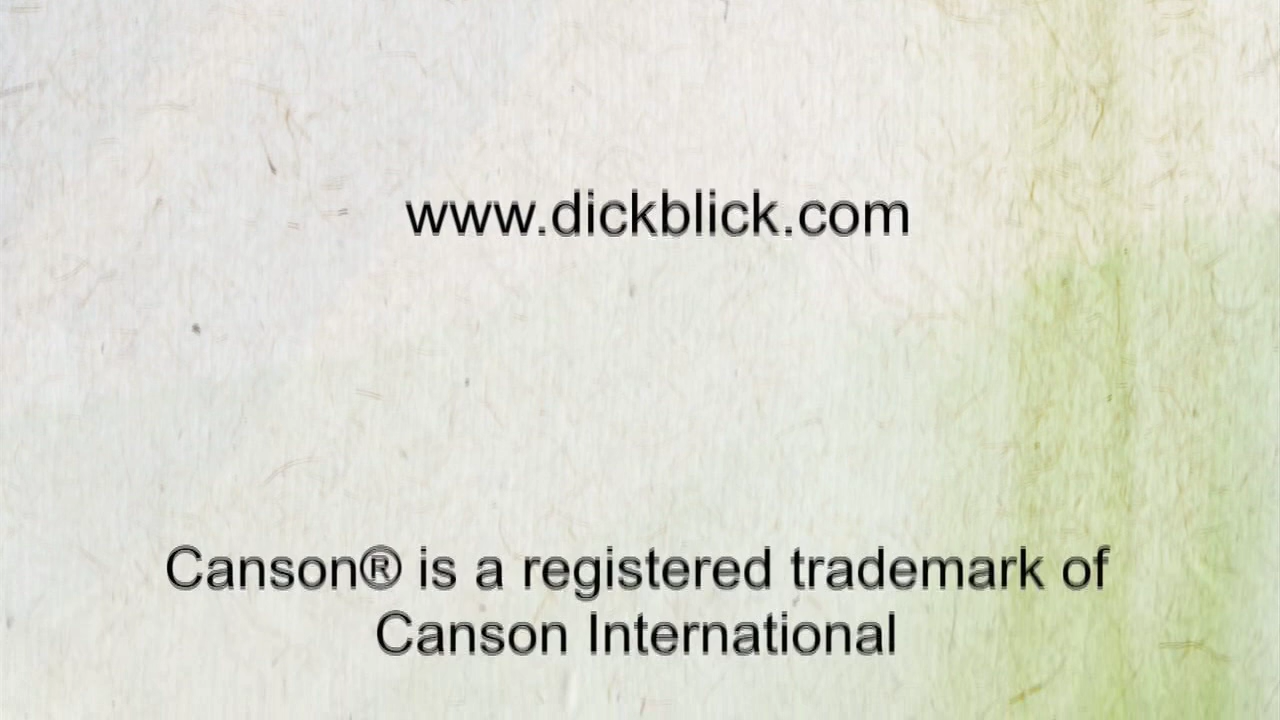 www.dickblick.com
Canson® is a registered trademark of
Canson International